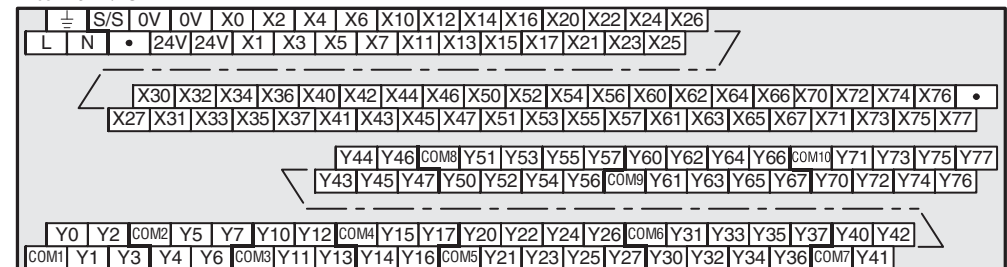 S/S 0V 0V X0 X2 X4 X6 X10 X12 X14 X16 X20 X22 X24 X26
L N • 24V 24V X1 X3 X5 X7 X11 X13 X15 X17 X21 X23 X25
X30 X32 X34 X36 X40 X42 X44 X46 X50 X52 X54 X56 X60 X62 X64 X66 X70 X72 X74 X76 •
X27 X31 X33 X35 X37 X41 X43 X45 X47 X51 X53 X55 X57 X61 X63 X65 X67 X71 X73 X75 X77
Y44 Y46 COM8 Y51 Y53 Y55 Y57 Y60 Y62 Y64 Y66 COM10 Y71 Y73 Y75 Y77
Y43 Y45 Y47 Y50 Y52 Y54 Y56 COM9 Y61 Y63 Y65 Y67 Y70 Y72 Y74 Y76
Y0 Y2 COM2 Y5 Y7 Y10 Y12 COM4 Y15 Y17 Y20 Y22 Y24 Y26 COM6 Y31 Y33 Y35 Y37 Y40 Y42
COM1 Y1 Y3 Y4 Y6 COM3 Y11 Y13 Y14 Y16 COM5 Y21 Y23 Y25 Y27 Y30 Y32 Y34 Y36 COM7 Y41